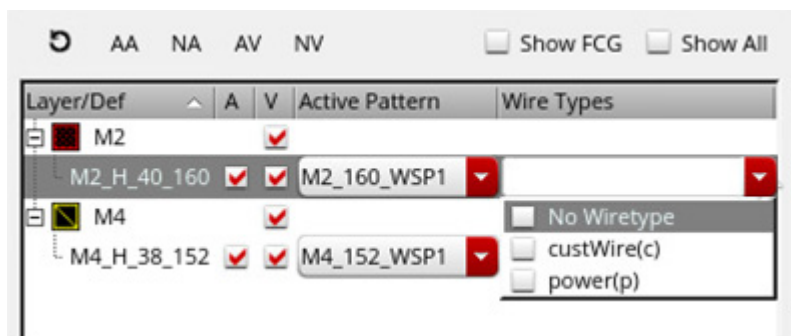 AA NA AV NV Show FCG Show All
Layer/Def A V Active Pattern Wire Types
M2
M2_H_40_160 M2_160_WSP1
M4 No Wiretype
custWire(c)
M4_H_38_152 M4_152_WSP1
power(p)